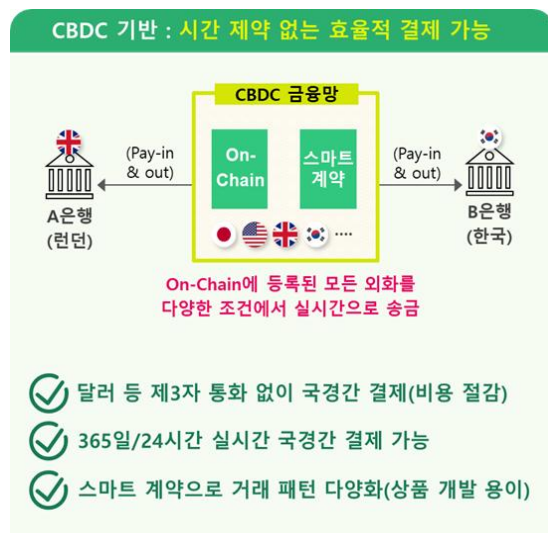 CBDC 기반 : 시간 제약 없는 효율적 결제 가능
CBDC 금융망
(Pay-in
& out)
On-
Chain
스마트
계약
(Pay-in
& out)
A은행
(런던)
B은행
(한국)
....
On-Chain에 등록된 모든 외화를
다양한 조건에서 실시간으로 송금
달러 등 제3자 통화 없이 국경간 결제(비용 절감)
365일/24시간 실시간 국경간 결제 가능
스마트 계약으로 거래 패턴 다양화(상품 개발 용이)